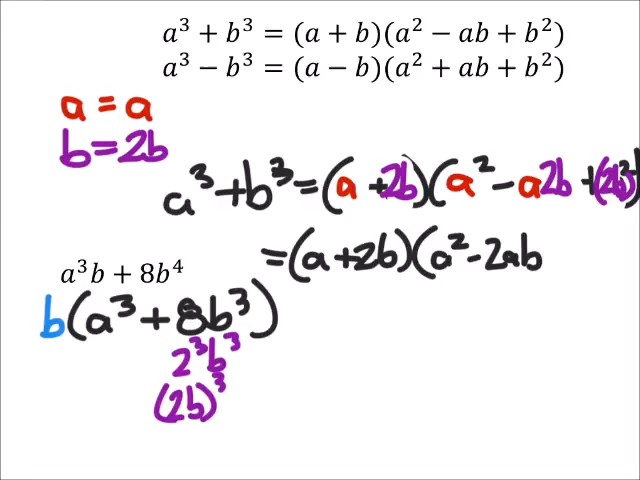 a³ + b³ = (a + b)(a² − ab + b²)
a³ − b³ = (a − b)(a² + ab + b²)
a = a
b = 2b
a³ + b³ = (a + 2b)(a² − a2b + (2b)²)
= (a + 2b)(a² − 2ab
a³b + 8b⁴
b(a³ + 8b³)
2³b³
(2b)³